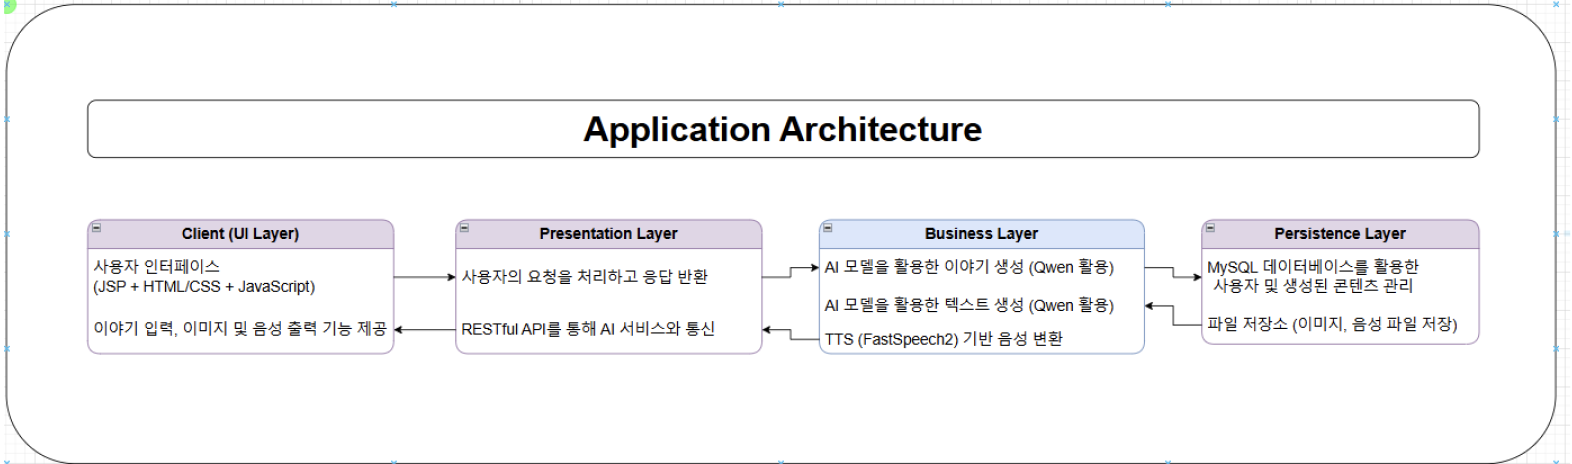 Application Architecture
Client (UI Layer)
사용자 인터페이스
(JSP + HTML/CSS + JavaScript)
이야기 입력, 이미지 및 음성 출력 기능 제공
Presentation Layer
사용자의 요청을 처리하고 응답 반환
RESTful API를 통해 AI 서비스와 통신
Business Layer
AI 모델을 활용한 이야기 생성 (Qwen 활용)
AI 모델을 활용한 텍스트 생성 (Qwen 활용)
TTS (FastSpeech2) 기반 음성 변환
Persistence Layer
MySQL 데이터베이스를 활용한
사용자 및 생성된 콘텐츠 관리
파일 저장소 (이미지, 음성 파일 저장)